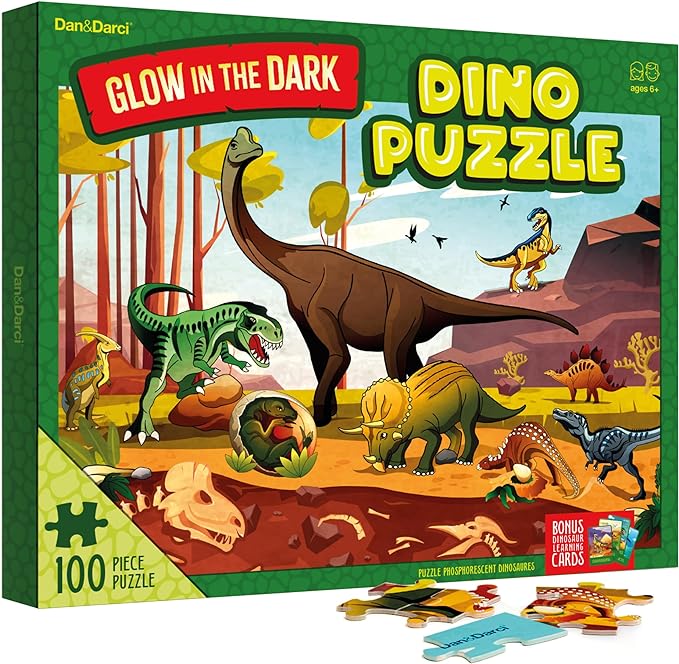 Dan&Darci
GLOW IN THE DARK
DINO
PUZZLE
ages 6+
Dan&Darci
100
PIECE
PUZZLE
BONUS
DINOSAUR
LEARNING
CARDS
PUZZLE PHOSPHORESCENT DINOSAURES
Dan&Darci